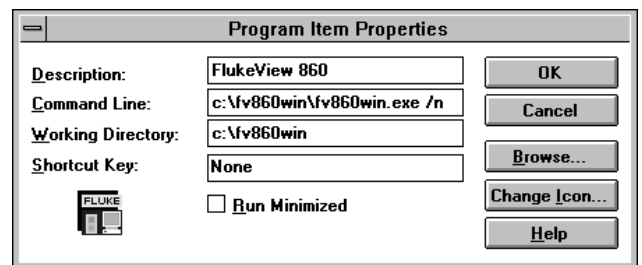 Program Item Properties
Description: FlukeView 860
Command Line: c:\fv860win\fv860win.exe /n
Working Directory: c:\fv860win
Shortcut Key: None
FLUKE
Run Minimized
OK
Cancel
Browse...
Change Icon...
Help